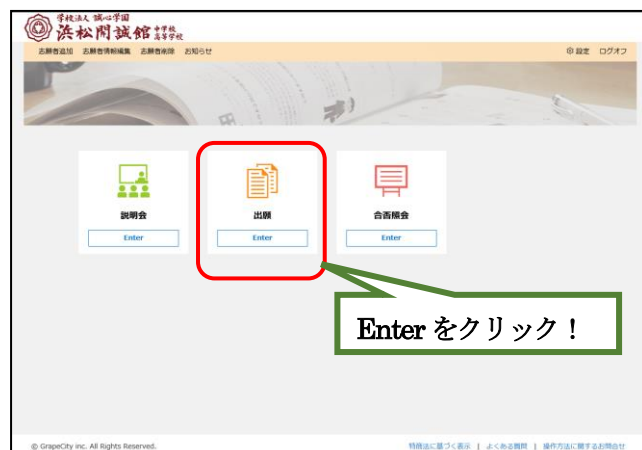 学校法人 誠心学園
浜松開誠館 中学校 高等学校
志願者追加 志願者情報編集 志願者削除 お知らせ
設定 ログオフ
説明会
Enter
出願
Enter
合否照会
Enter
Enter をクリック！
© GrapeCity inc. All Rights Reserved.
特商法に基づく表示 | よくある質問 | 操作方法に関するお問合せ